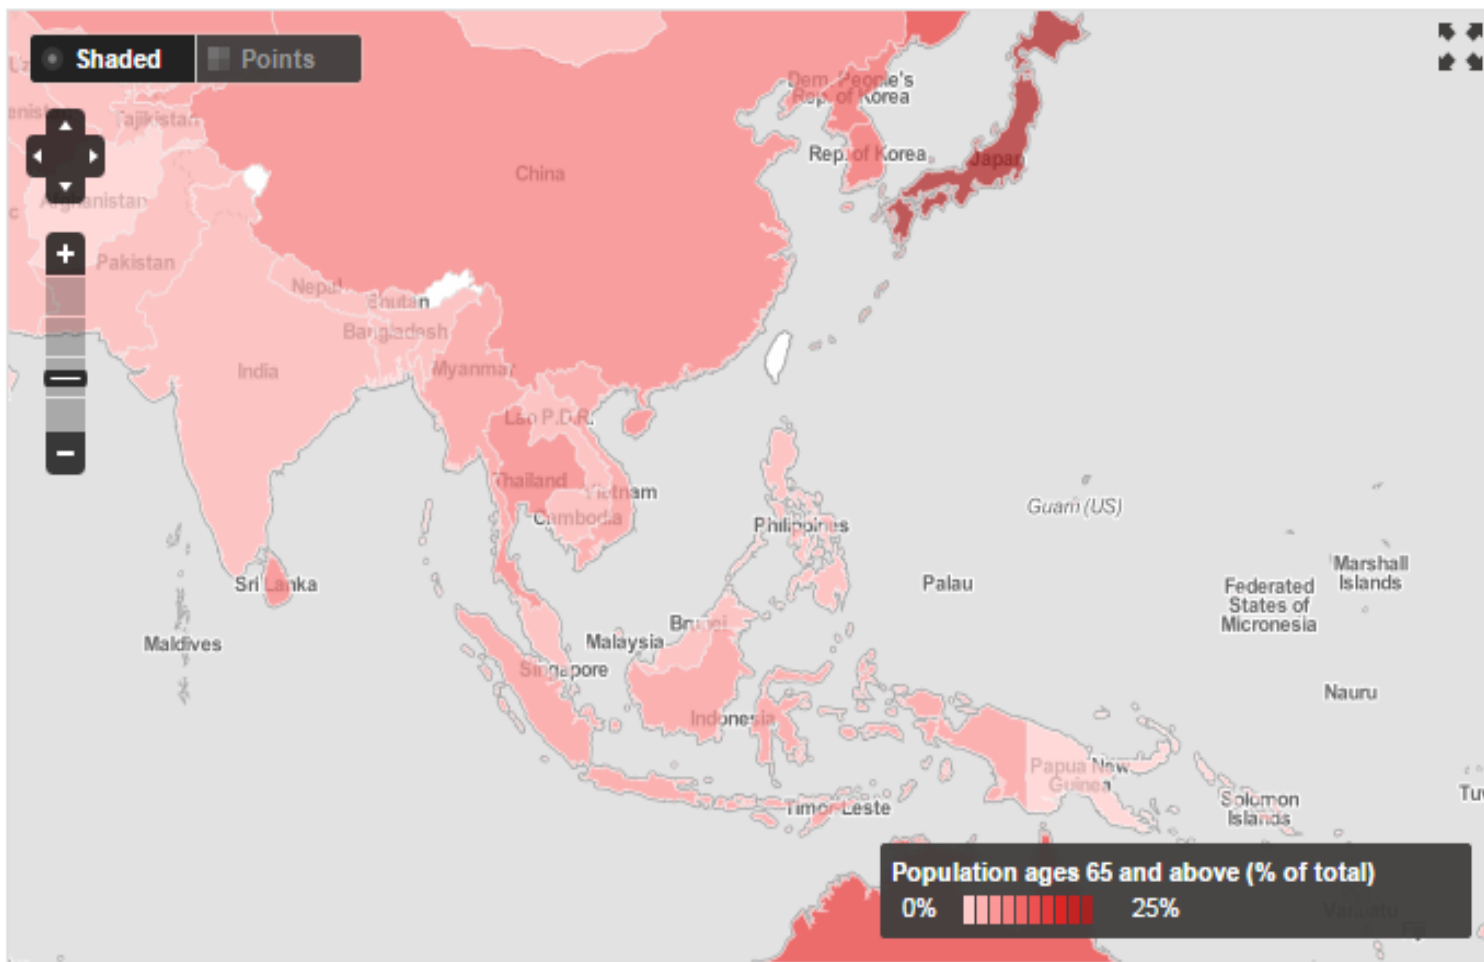 Shaded
Points
Dem. People's
Rep. of Korea
Tajikistan
China
Rep. of Korea
Japan
Afghanistan
Pakistan
Nepal
Bhutan
Bangladesh
India
Myanmar
Lao P.D.R.
Thailand
Vietnam
Cambodia
Guam (US)
Philippines
Marshall
Islands
Sri Lanka
Palau
Federated
States of
Micronesia
Brunei
Maldives
Malaysia
Singapore
Nauru
Indonesia
Papua New
Guinea
Timor-Leste
Solomon
Islands
Tuv
Population ages 65 and above (% of total)
0%
25%
Vanuatu
Fiji